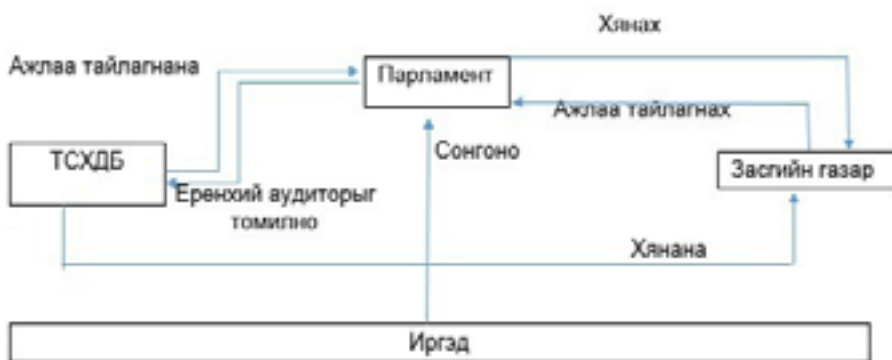 Хянах
Ажлаа тайлагнана
Парламент
Ажлаа тайлагнах
ТСХДБ
Сонгоно
Засгийн газар
Ерөнхий аудиторыг
томилно
Хянана
Иргэд